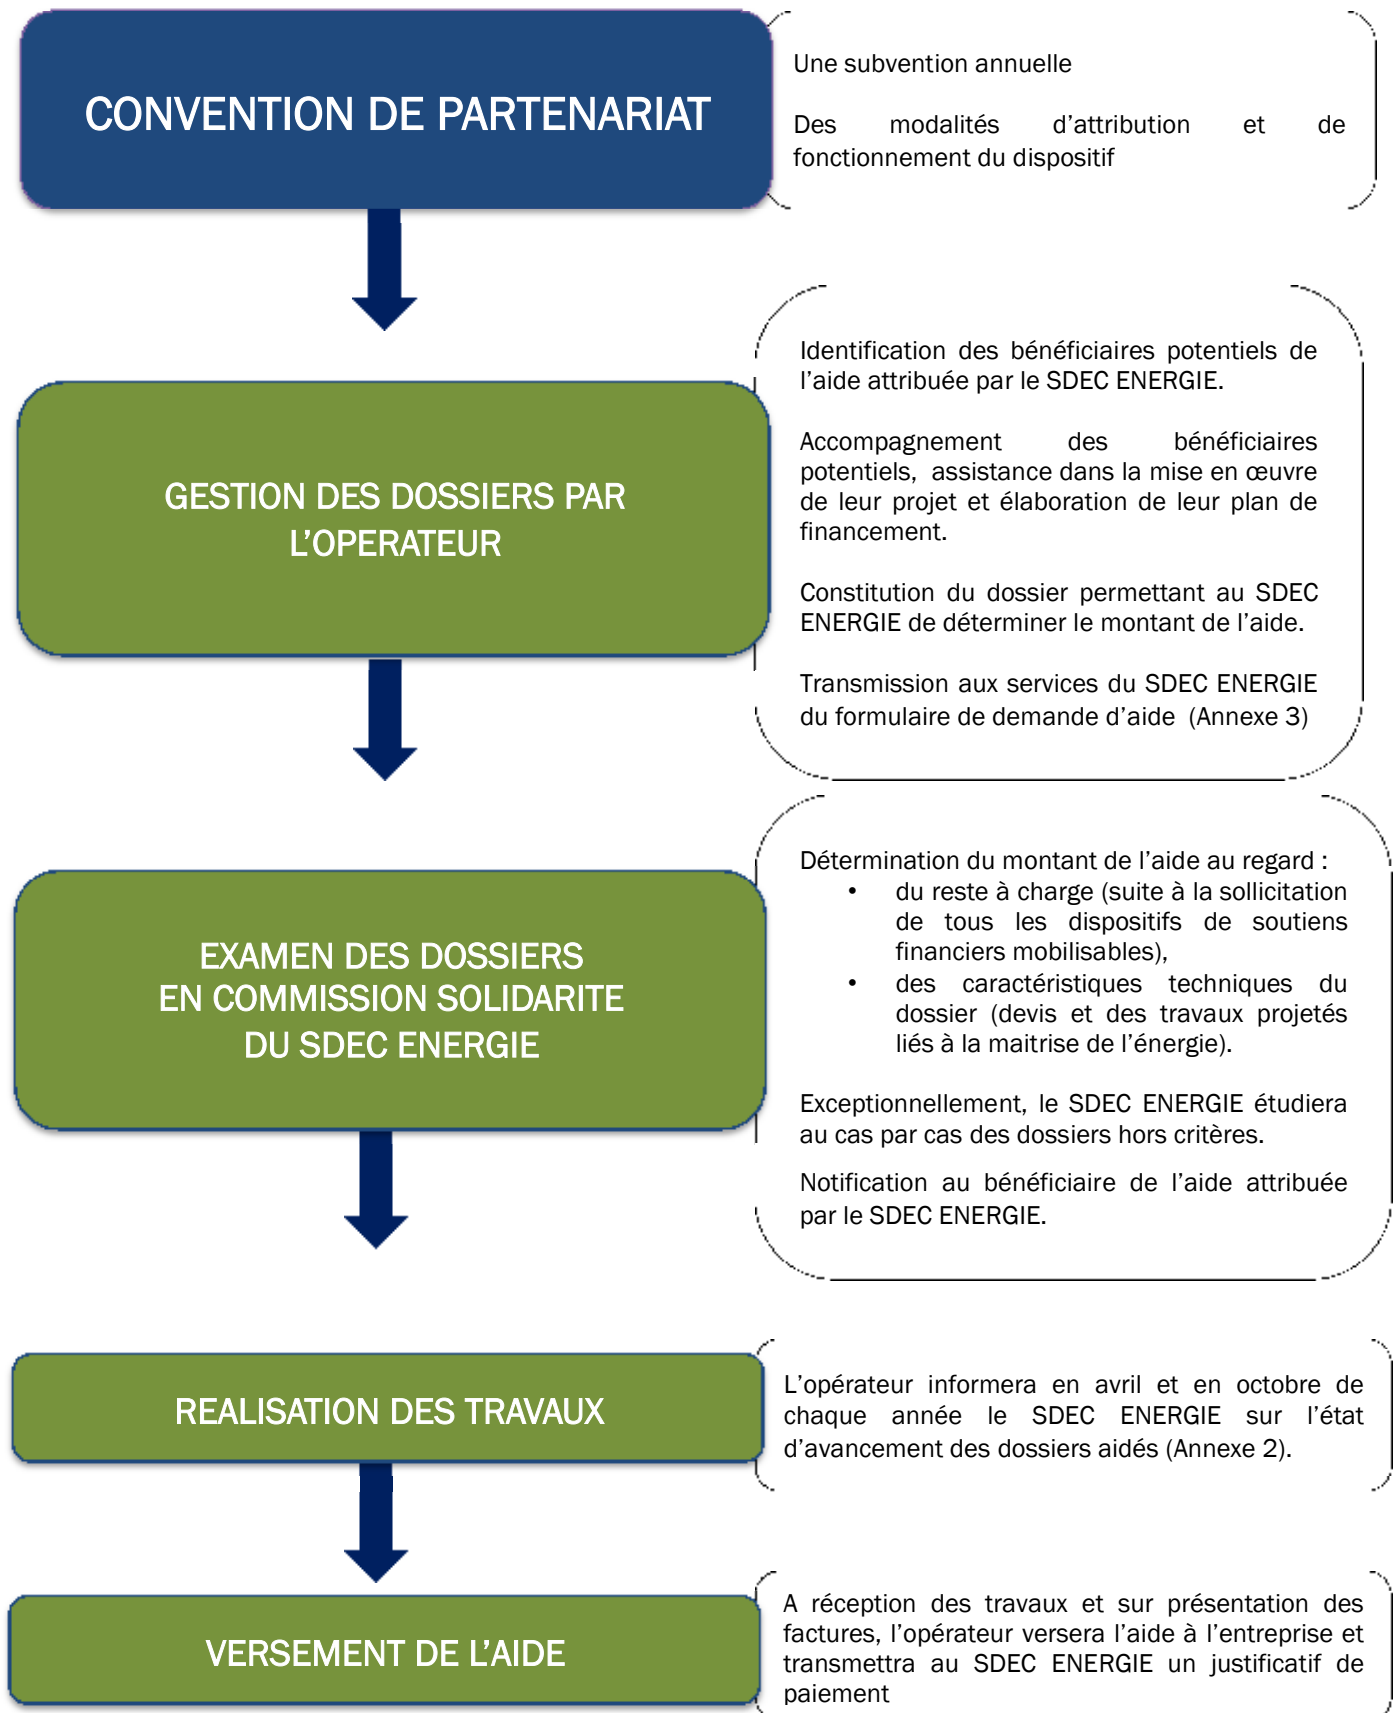 CONVENTION DE PARTENARIAT
Une subvention annuelle
Des modalités d'attribution et de
fonctionnement du dispositif
GESTION DES DOSSIERS PAR
L'OPERATEUR
Identification des bénéficiaires potentiels de
l'aide attribuée par le SDEC ENERGIE.
Accompagnement des bénéficiaires
potentiels, assistance dans la mise en œuvre
de leur projet et élaboration de leur plan de
financement.
Constitution du dossier permettant au SDEC
ENERGIE de déterminer le montant de l'aide.
Transmission aux services du SDEC ENERGIE
du formulaire de demande d'aide (Annexe 3)
EXAMEN DES DOSSIERS
EN COMMISSION SOLIDARITE
DU SDEC ENERGIE
Détermination du montant de l'aide au regard :
• du reste à charge (suite à la sollicitation
de tous les dispositifs de soutiens
financiers mobilisables),
• des caractéristiques techniques du
dossier (devis et des travaux projetés
liés à la maitrise de l'énergie).
Exceptionnellement, le SDEC ENERGIE étudiera
au cas par cas des dossiers hors critères.
Notification au bénéficiaire de l'aide attribuée
par le SDEC ENERGIE.
REALISATION DES TRAVAUX
L'opérateur informera en avril et en octobre de
chaque année le SDEC ENERGIE sur l'état
d'avancement des dossiers aidés (Annexe 2).
VERSEMENT DE L'AIDE
A réception des travaux et sur présentation des
factures, l'opérateur versera l'aide à l'entreprise et
transmettra au SDEC ENERGIE un justificatif de
paiement